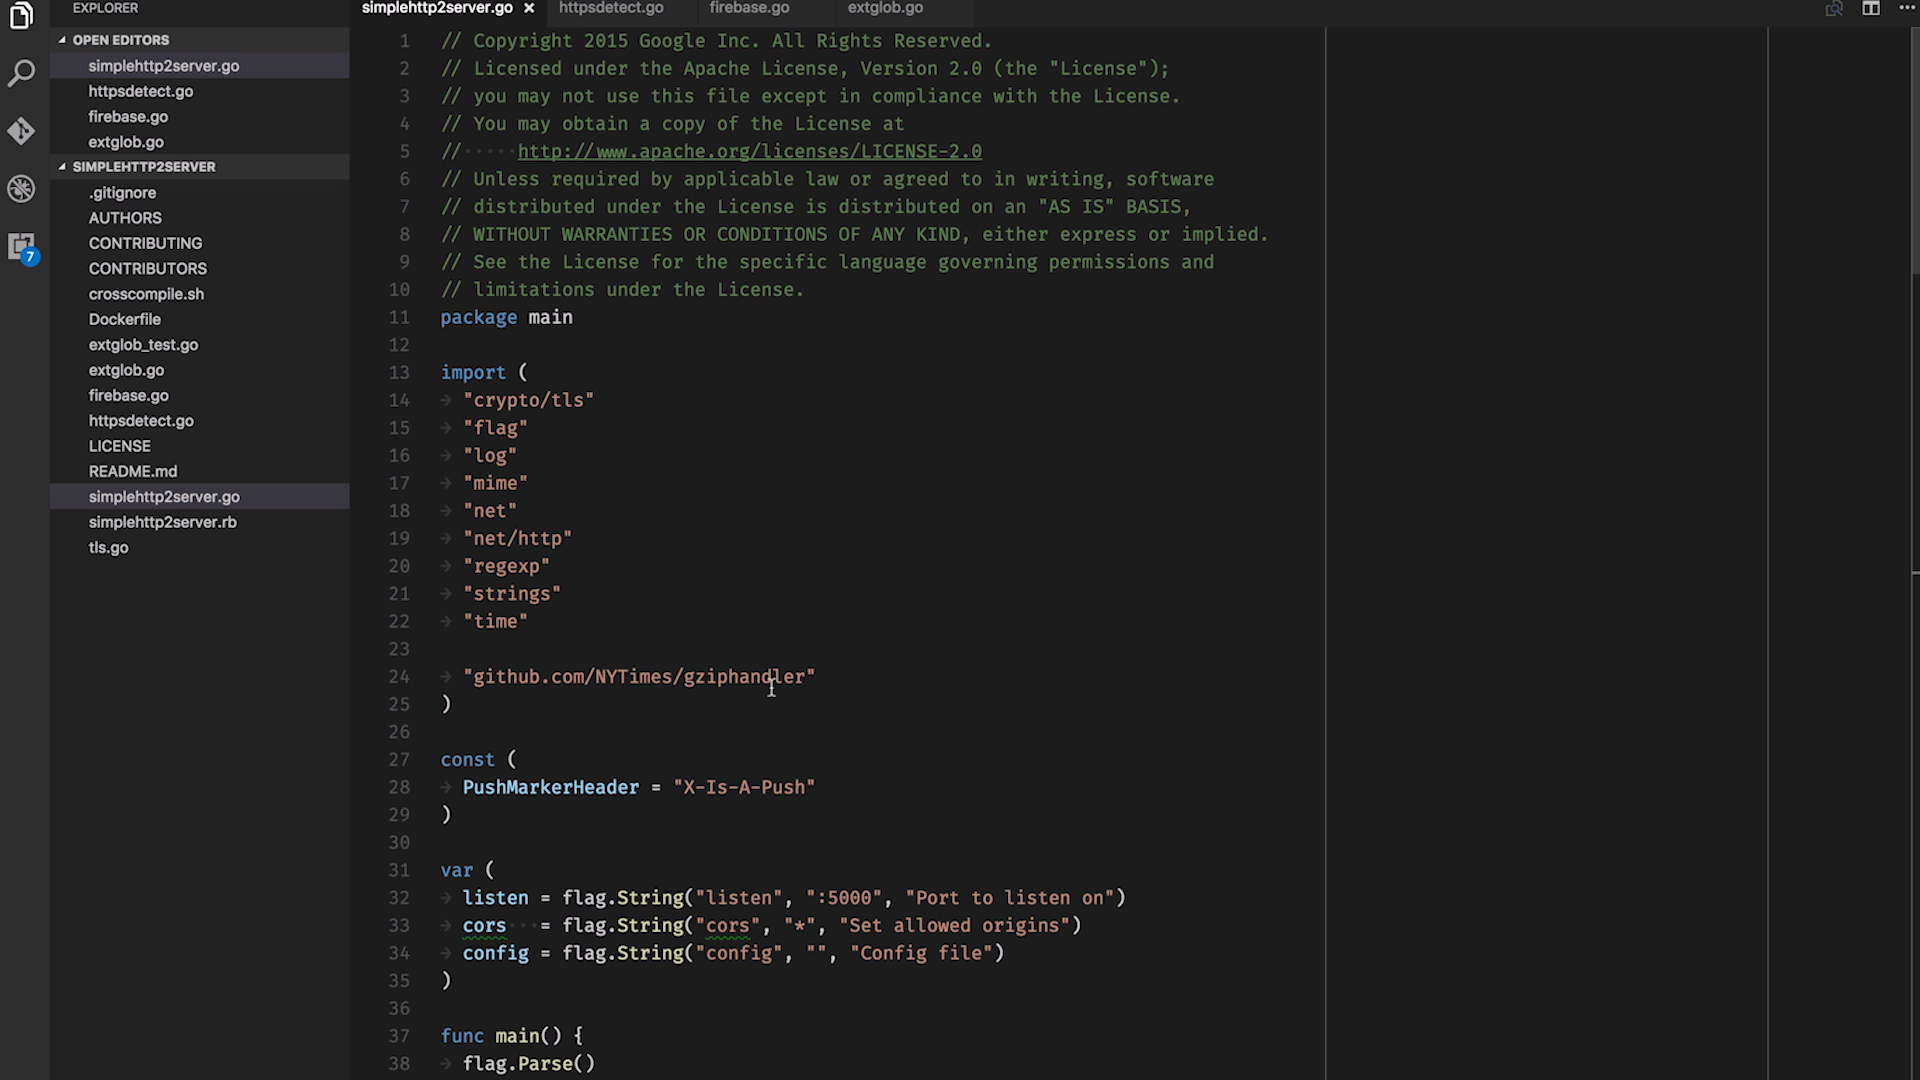 EXPLORER
OPEN EDITORS
simplehttp2server.go
httpsdetect.go
firebase.go
extglob.go
SIMPLEHTTP2SERVER
.gitignore
AUTHORS
CONTRIBUTING
CONTRIBUTORS
crosscompile.sh
Dockerfile
extglob_test.go
extglob.go
firebase.go
httpsdetect.go
LICENSE
README.md
simplehttp2server.go
simplehttp2server.rb
tls.go
7
simplehttp2server.go × httpsdetect.go firebase.go extglob.go
1 // Copyright 2015 Google Inc. All Rights Reserved.
2 // Licensed under the Apache License, Version 2.0 (the "License");
3 // you may not use this file except in compliance with the License.
4 // You may obtain a copy of the License at
5 //····· http://www.apache.org/licenses/LICENSE-2.0
6 // Unless required by applicable law or agreed to in writing, software
7 // distributed under the License is distributed on an "AS IS" BASIS,
8 // WITHOUT WARRANTIES OR CONDITIONS OF ANY KIND, either express or implied.
9 // See the License for the specific language governing permissions and
10 // limitations under the License.
11 package main
12
13 import (
14 → "crypto/tls"
15 → "flag"
16 → "log"
17 → "mime"
18 → "net"
19 → "net/http"
20 → "regexp"
21 → "strings"
22 → "time"
23
24 → "github.com/NYTimes/gziphandler"
25 )
26
27 const (
28 → PushMarkerHeader = "X-Is-A-Push"
29 )
30
31 var (
32 → listen = flag.String("listen", ":5000", "Port to listen on")
33 → cors ··· = flag.String("cors", "*", "Set allowed origins")
34 → config = flag.String("config", "", "Config file")
35 )
36
37 func main() {
38 → flag.Parse()